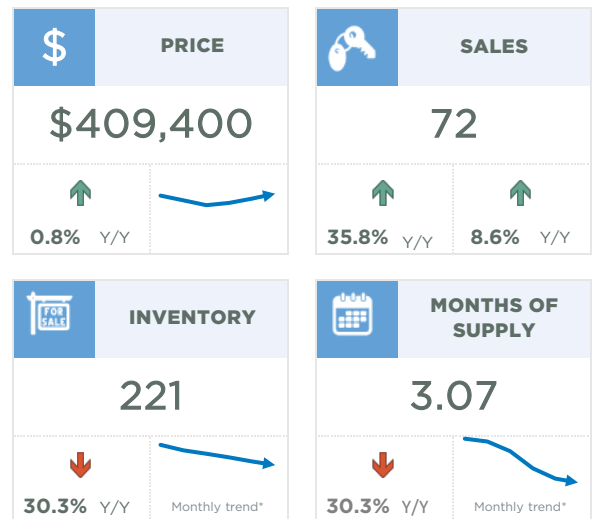 $
PRICE
$409,400
0.8% Y/Y
SALES
72
35.8% Y/Y
8.6% Y/Y
FOR
SALE
INVENTORY
221
30.3% Y/Y
Monthly trend*
MONTHS OF
SUPPLY
3.07
30.3% Y/Y
Monthly trend*